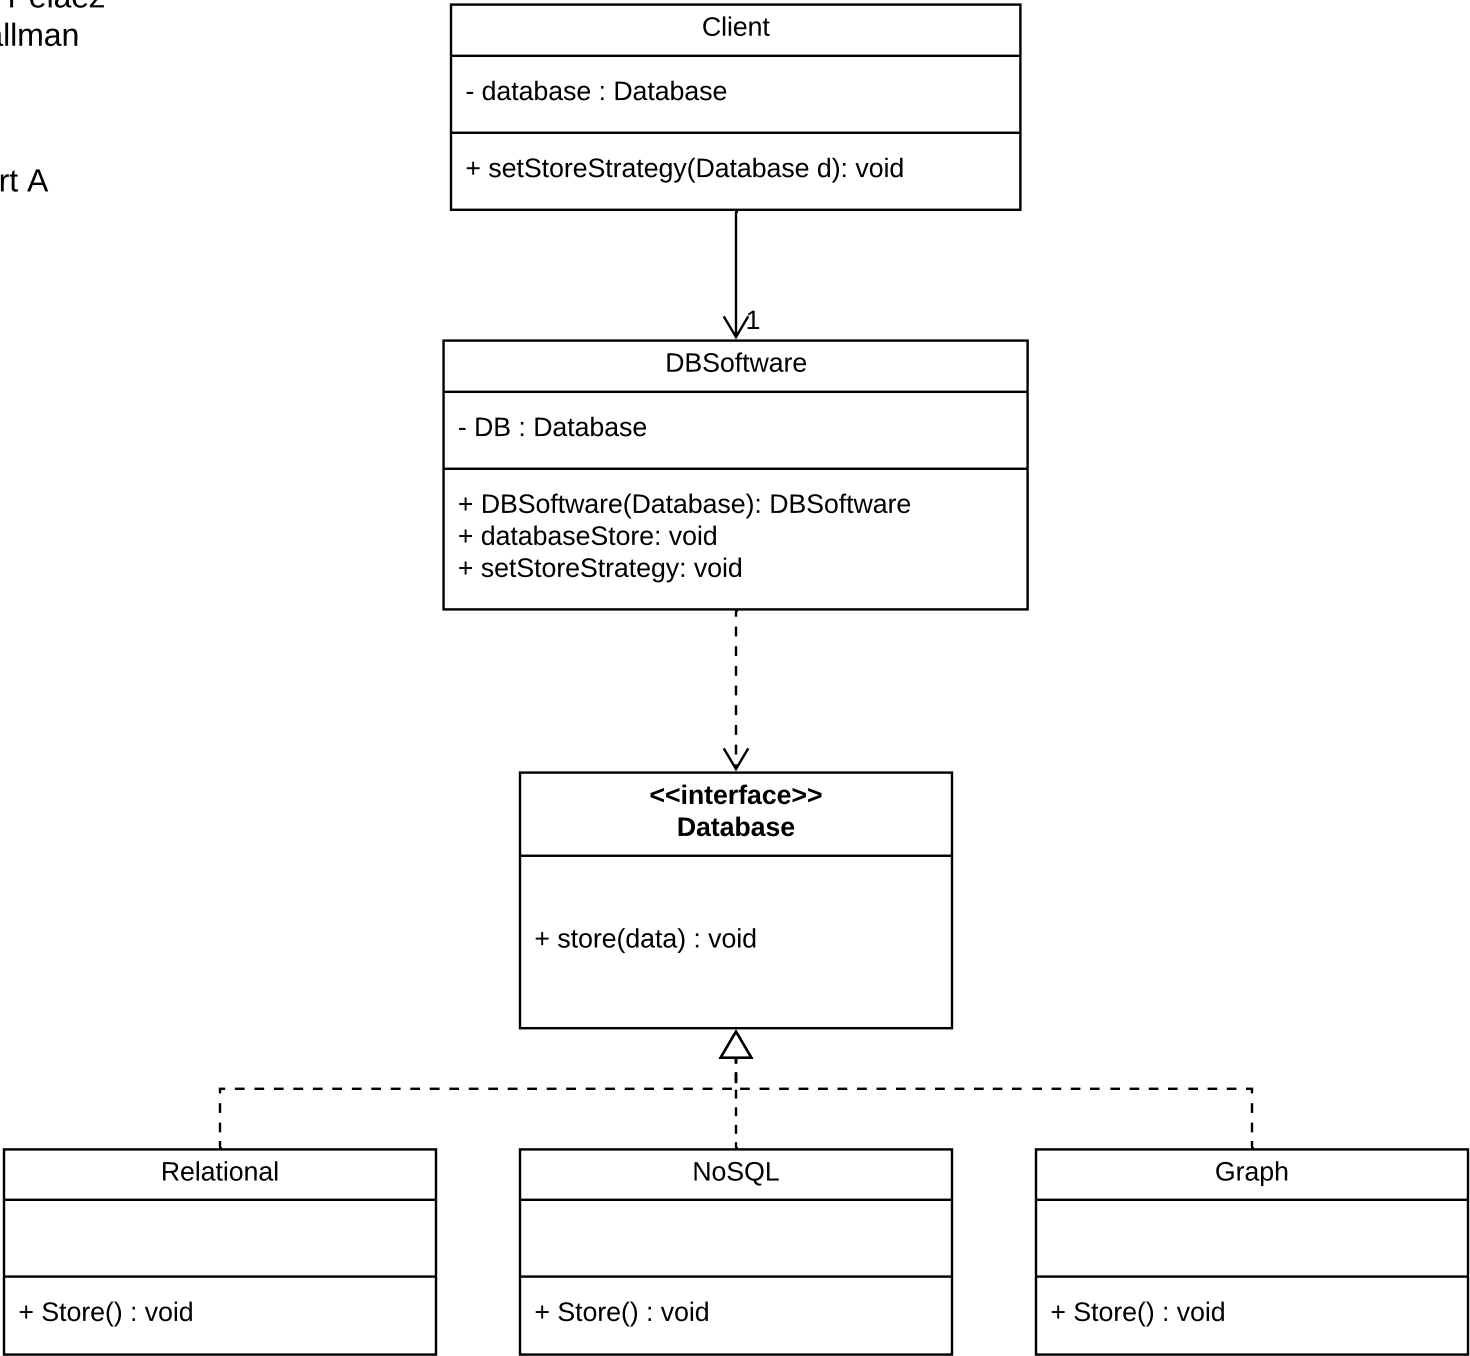 Client
- database : Database
+ setStoreStrategy(Database d): void
rt A
1
DBSoftware
- DB : Database
+ DBSoftware(Database): DBSoftware
+ databaseStore: void
+ setStoreStrategy: void
<<interface>>
Database
+ store(data) : void
Relational
+ Store() : void
NoSQL
+ Store() : void
Graph
+ Store() : void